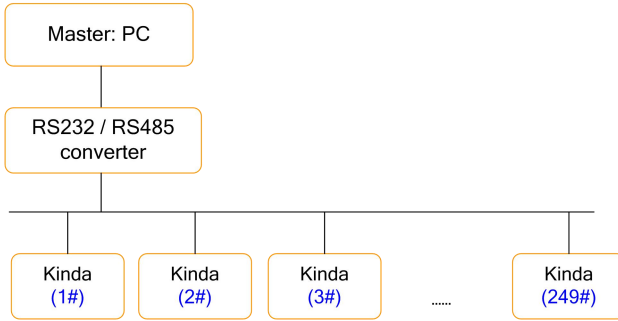 Master: PC
RS232 / RS485
converter
Kinda
(1#)
Kinda
(2#)
Kinda
(3#)
......
Kinda
(249#)